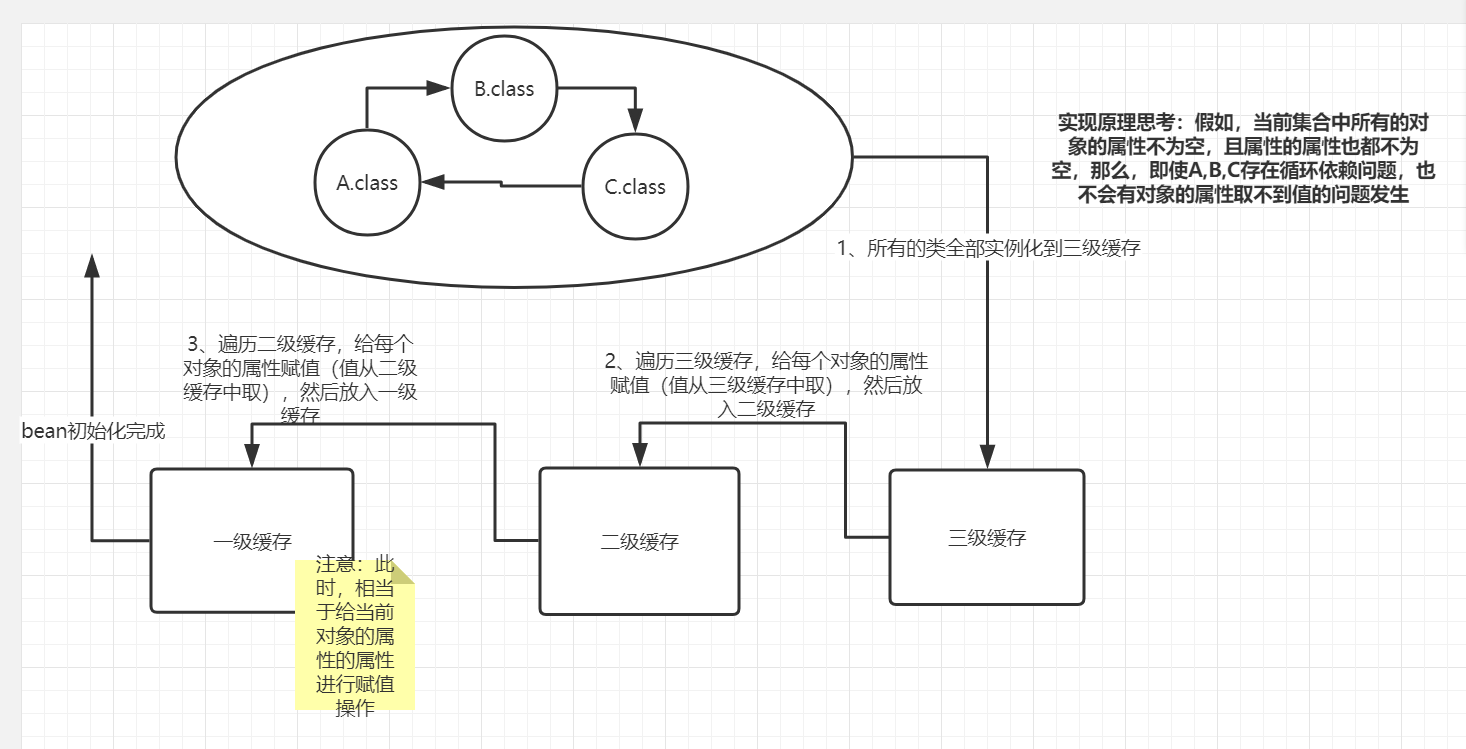 B.class
A.class
C.class
实现原理思考：假如，当前集合中所有的对
象的属性不为空，且属性的属性也都不为
空，那么，即使A,B,C存在循环依赖问题，也
不会有对象的属性取不到值的问题发生
1、所有的类全部实例化到三级缓存
3、遍历二级缓存，给每个
对象的属性赋值（值从二级
缓存中取），然后放入一级
缓存
2、遍历三级缓存，给每个对象的属性
赋值（值从三级缓存中取），然后放
入二级缓存
bean初始化完成
一级缓存
二级缓存
三级缓存
注意：此
时，相当
于给当前
对象的属
性的属性
进行赋值
操作